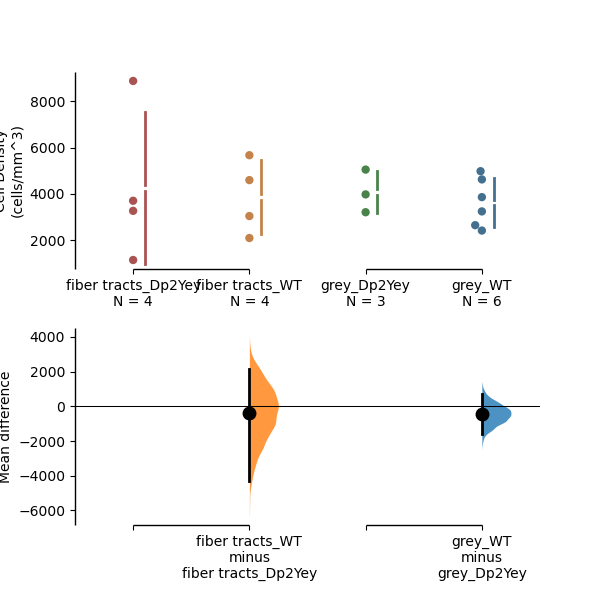 Cell Density
(cells/mm^3)
8000
6000
4000
2000
fiber tracts_Dp2Yey
N = 4
fiber tracts_WT
N = 4
grey_Dp2Yey
N = 3
grey_WT
N = 6
Mean difference
4000
2000
0
−2000
−4000
−6000
fiber tracts_WT
minus
fiber tracts_Dp2Yey
grey_WT
minus
grey_Dp2Yey